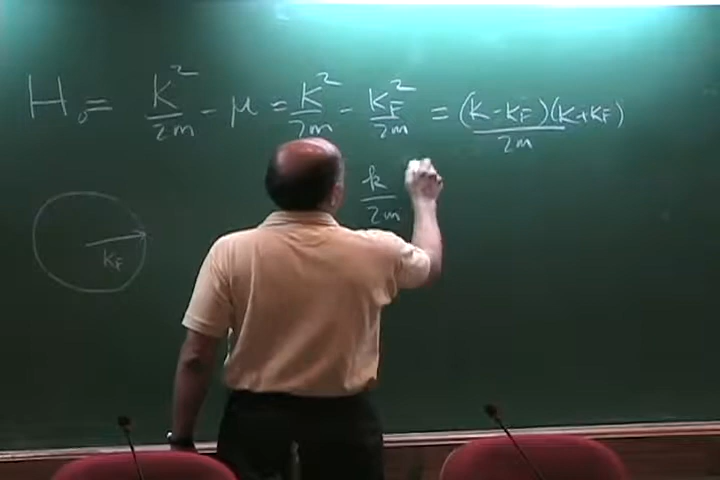 H₀ = K²/2m - μ = K²/2m - K_F²/2m = (K - K_F)(K + K_F)/2m
k/2m
K_F